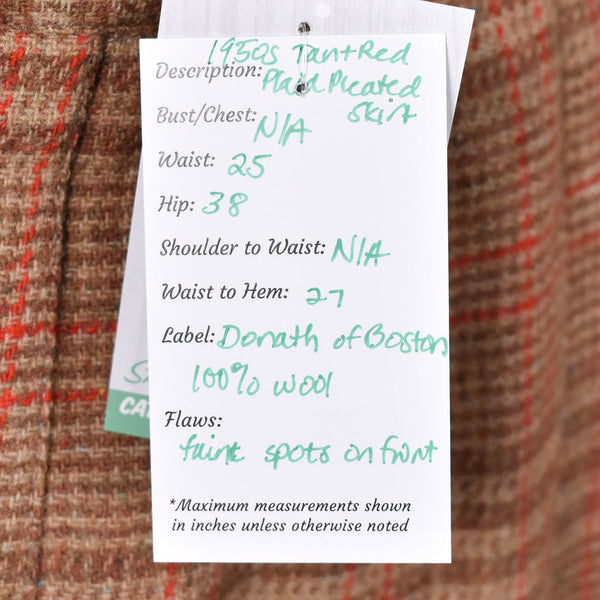 1950s Tan+Red
Description: Plaid Pleated
Skirt
Bust/Chest: N/A
Waist: 25
Hip: 38
Shoulder to Waist: N/A
Waist to Hem: 27
Label: Donath of Boston
100% wool
Flaws:
faint spots on front
*Maximum measurements shown
in inches unless otherwise noted